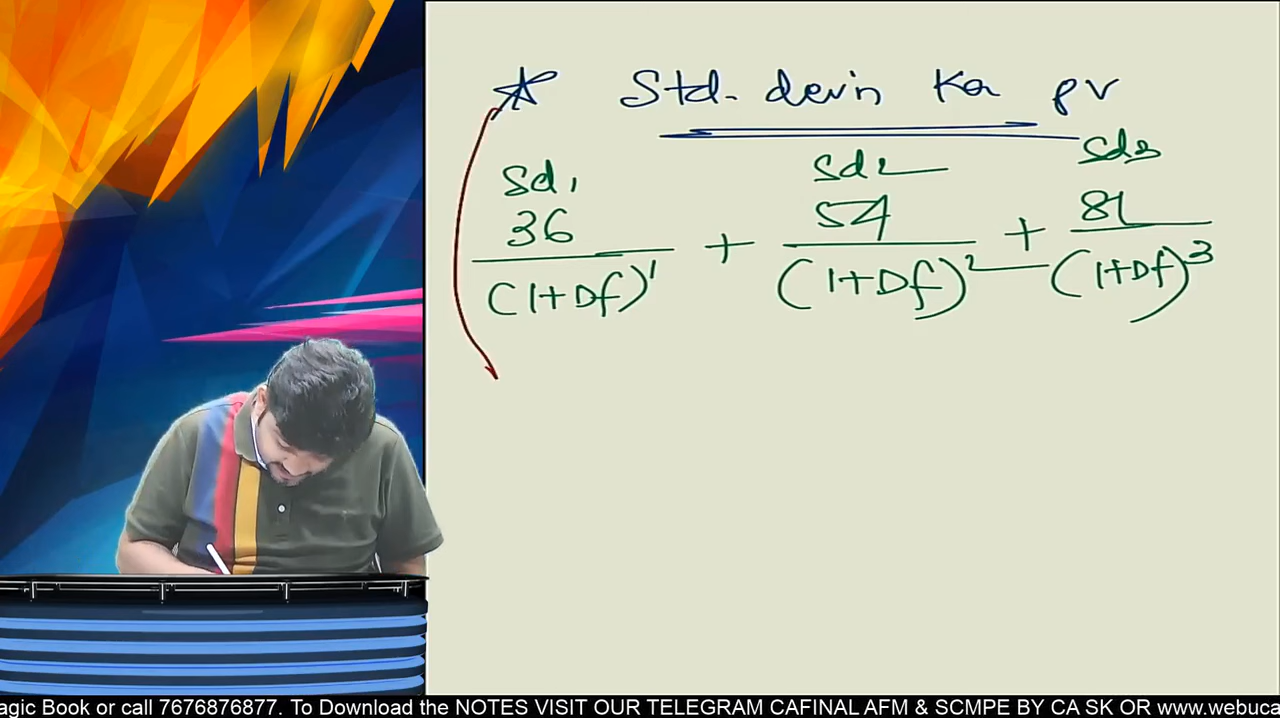 Std. devin Ka PV
Sd1 Sd2 Sd3
36 + 54 + 81
(1+Df)^1 (1+Df)^2 (1+Df)^3
agic Book or call 7676876877. To Download the NOTES VISIT OUR TELEGRAM CAFINAL AFM & SCMPE BY CA SK OR www.webuca